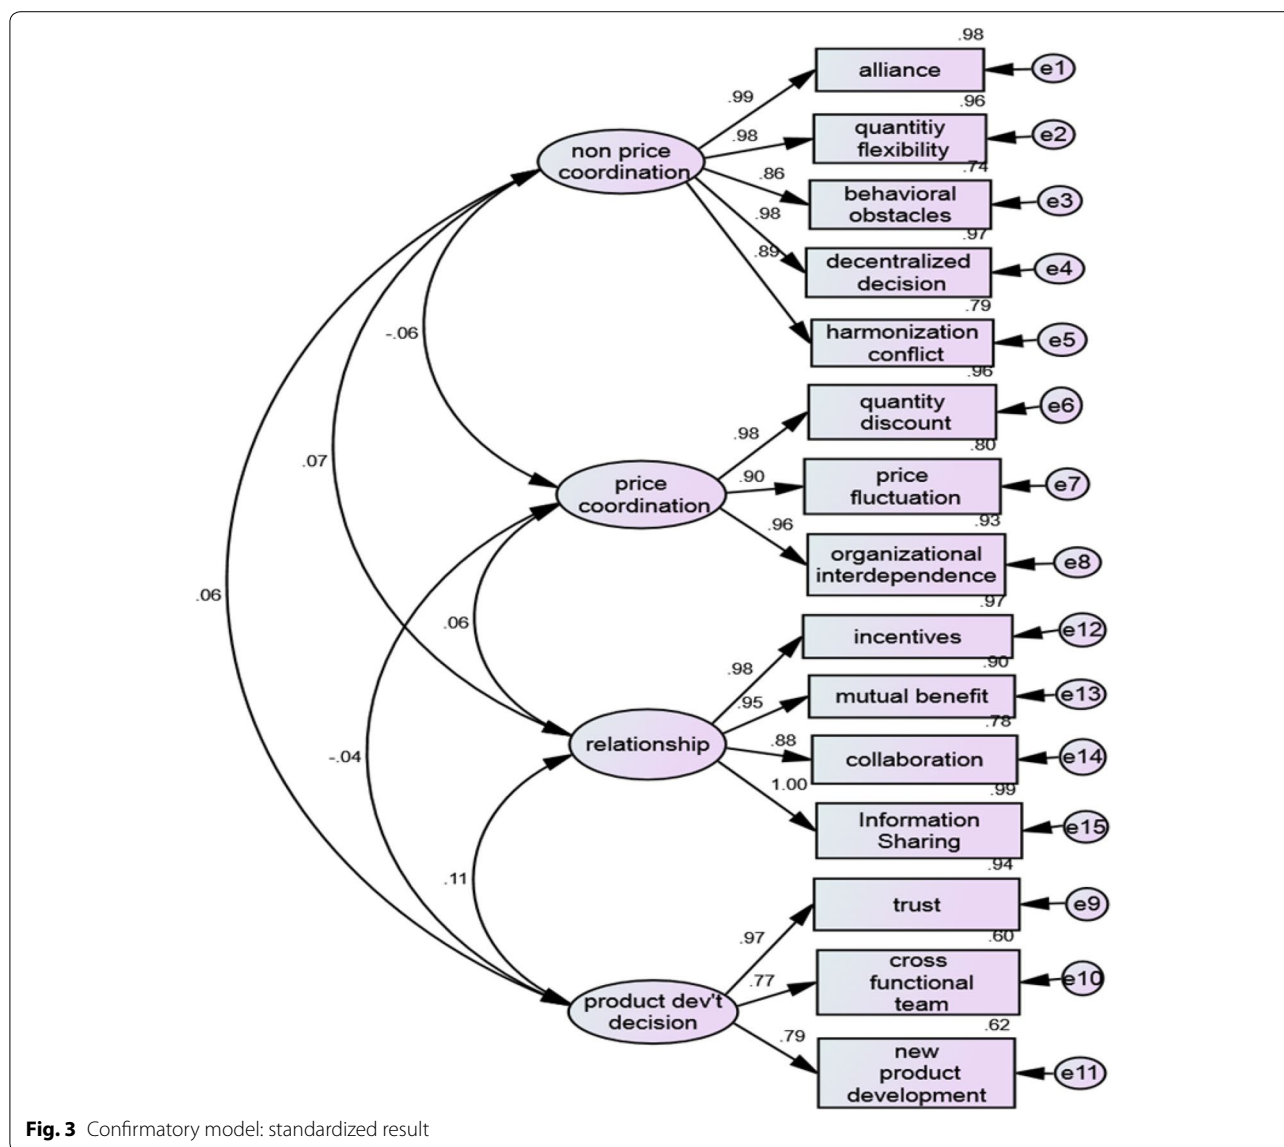 .98
alliance
e1
.99
.96
quantitiy
flexibility
e2
.98
.74
behavioral
obstacles
e3
.86
.97
decentralized
decision
e4
.98
.79
harmonization
conflict
e5
.89
non price
coordination
.96
quantity
discount
e6
.98
.80
price
fluctuation
e7
.90
.93
organizational
interdependence
e8
.96
price
coordination
-.06
.07
.06
.06
-.04
.11
.97
incentives
e12
.98
.90
mutual benefit
e13
.95
.78
collaboration
e14
.88
.99
Information
Sharing
e15
1.00
relationship
.94
trust
e9
.97
.60
cross
functional
team
e10
.77
.62
new
product
development
e11
.79
product dev't
decision
Fig. 3 Confirmatory model: standardized result